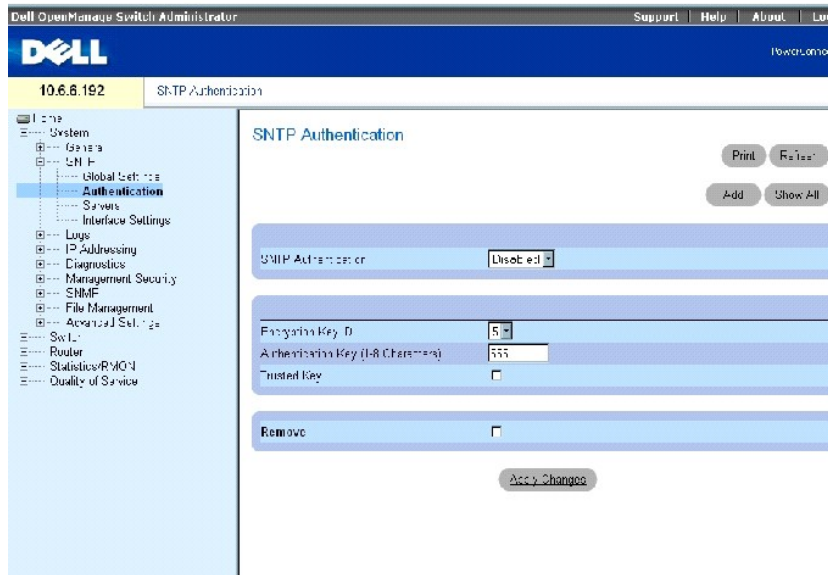 Dell OpenManage Switch Administrator
Support | Help | About
DELL
10.6.6.192
SNTP Authentication
Home
System
General
SNTP
Global Settings
Authentication
Servers
Interface Settings
Logs
IP Addressing
Diagnostics
Management Security
SNMP
File Management
Advanced Settings
Switch
Router
Statistics/RMON
Quality of Service
SNTP Authentication
Print
Refresh
Add
Show All
SNTP Authentication
Disabled
Encryption Key ID
5
Authentication Key (1-8 Characters)
555
Trusted Key
Remove
Apply Changes